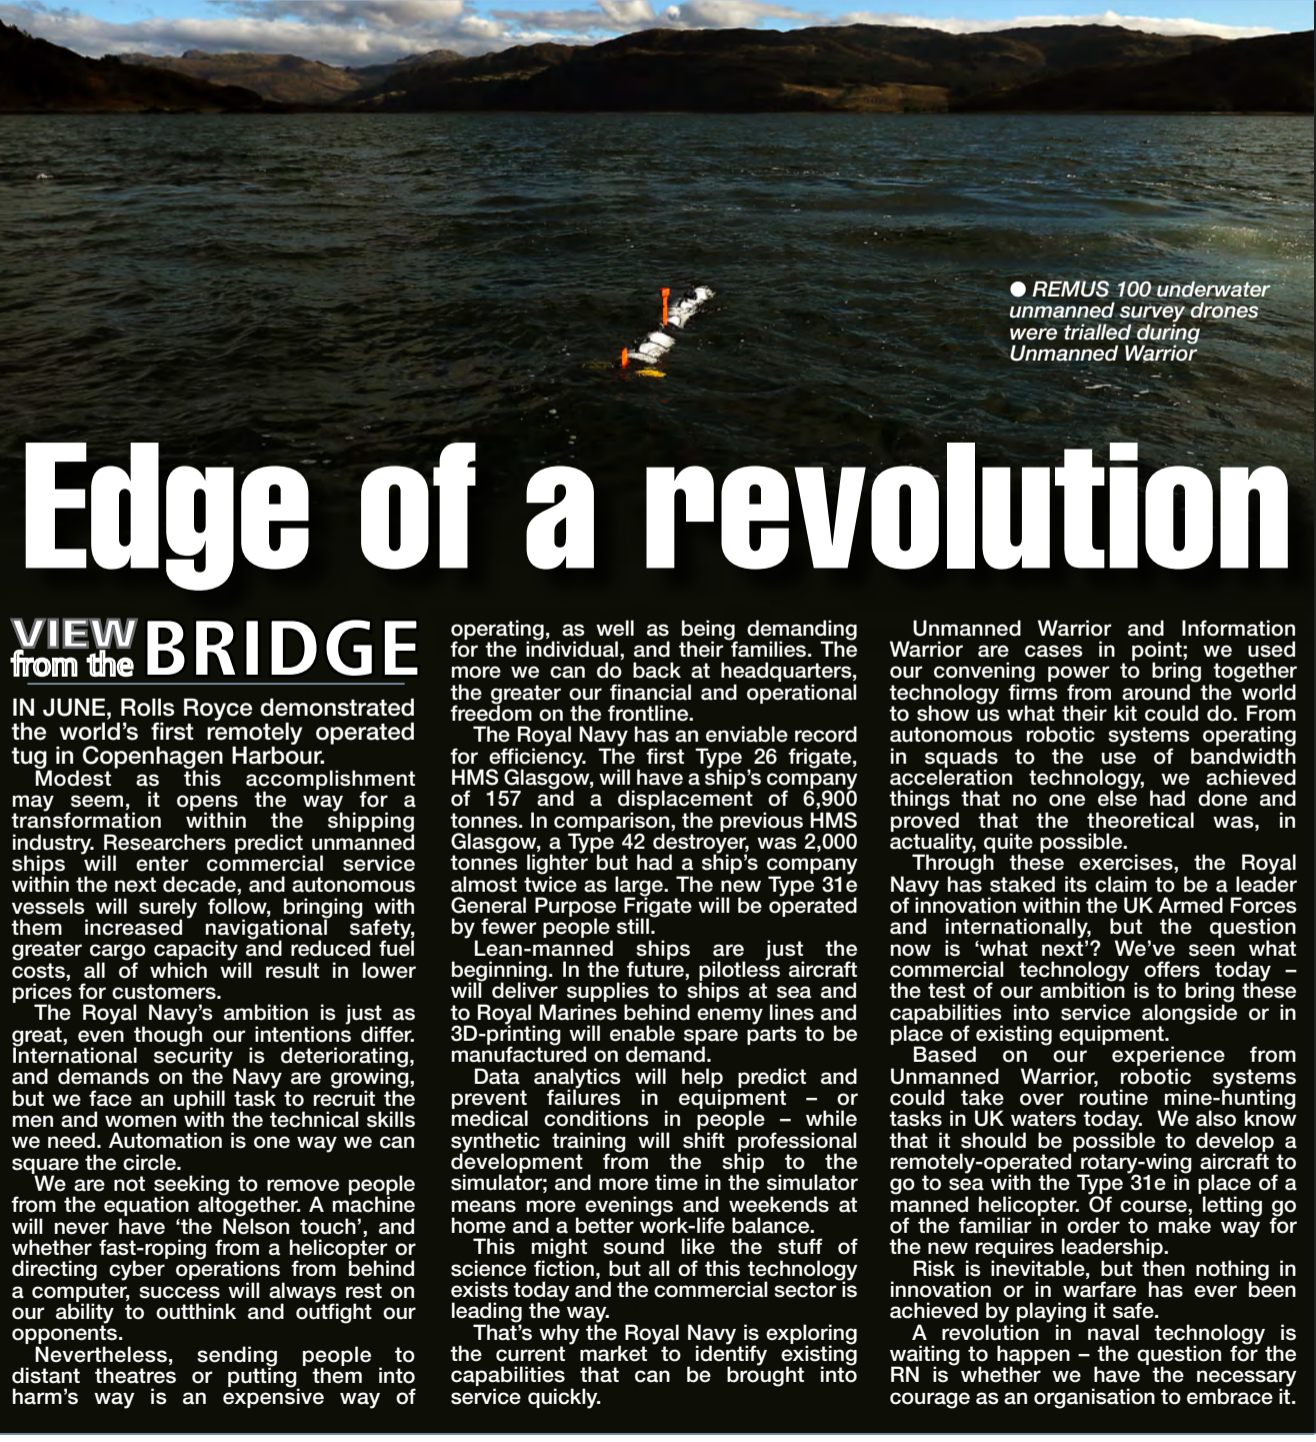 ● REMUS 100 underwater
unmanned survey drones
were trialled during
Unmanned Warrior
Edge of a revolution
VIEW
from the
BRIDGE
IN JUNE, Rolls Royce demonstrated
the world's first remotely operated
tug in Copenhagen Harbour.
Modest as this accomplishment
may seem, it opens the way for a
transformation within the shipping
industry. Researchers predict unmanned
ships will enter commercial service
within the next decade, and autonomous
vessels will surely follow, bringing with
them increased navigational safety,
greater cargo capacity and reduced fuel
costs, all of which will result in lower
prices for customers.
The Royal Navy's ambition is just as
great, even though our intentions differ.
International security is deteriorating,
and demands on the Navy are growing,
but we face an uphill task to recruit the
men and women with the technical skills
we need. Automation is one way we can
square the circle.
We are not seeking to remove people
from the equation altogether. A machine
will never have 'the Nelson touch', and
whether fast-roping from a helicopter or
directing cyber operations from behind
a computer, success will always rest on
our ability to outthink and outfight our
opponents.
Nevertheless, sending people to
distant theatres or putting them into
harm's way is an expensive way of
operating, as well as being demanding
for the individual, and their families. The
more we can do back at headquarters,
the greater our financial and operational
freedom on the frontline.
The Royal Navy has an enviable record
for efficiency. The first Type 26 frigate,
HMS Glasgow, will have a ship's company
of 157 and a displacement of 6,900
tonnes. In comparison, the previous HMS
Glasgow, a Type 42 destroyer, was 2,000
tonnes lighter but had a ship's company
almost twice as large. The new Type 31e
General Purpose Frigate will be operated
by fewer people still.
Lean-manned ships are just the
beginning. In the future, pilotless aircraft
will deliver supplies to ships at sea and
to Royal Marines behind enemy lines and
3D-printing will enable spare parts to be
manufactured on demand.
Data analytics will help predict and
prevent failures in equipment – or
medical conditions in people – while
synthetic training will shift professional
development from the ship to the
simulator; and more time in the simulator
means more evenings and weekends at
home and a better work-life balance.
This might sound like the stuff of
science fiction, but all of this technology
exists today and the commercial sector is
leading the way.
That's why the Royal Navy is exploring
the current market to identify existing
capabilities that can be brought into
service quickly.
Unmanned Warrior and Information
Warrior are cases in point; we used
our convening power to bring together
technology firms from around the world
to show us what their kit could do. From
autonomous robotic systems operating
in squads to the use of bandwidth
acceleration technology, we achieved
things that no one else had done and
proved that the theoretical was, in
actuality, quite possible.
Through these exercises, the Royal
Navy has staked its claim to be a leader
of innovation within the UK Armed Forces
and internationally, but the question
now is 'what next'? We've seen what
commercial technology offers today –
the test of our ambition is to bring these
capabilities into service alongside or in
place of existing equipment.
Based on our experience from
Unmanned Warrior, robotic systems
could take over routine mine-hunting
tasks in UK waters today. We also know
that it should be possible to develop a
remotely-operated rotary-wing aircraft to
go to sea with the Type 31e in place of a
manned helicopter. Of course, letting go
of the familiar in order to make way for
the new requires leadership.
Risk is inevitable, but then nothing in
innovation or in warfare has ever been
achieved by playing it safe.
A revolution in naval technology is
waiting to happen – the question for the
RN is whether we have the necessary
courage as an organisation to embrace it.